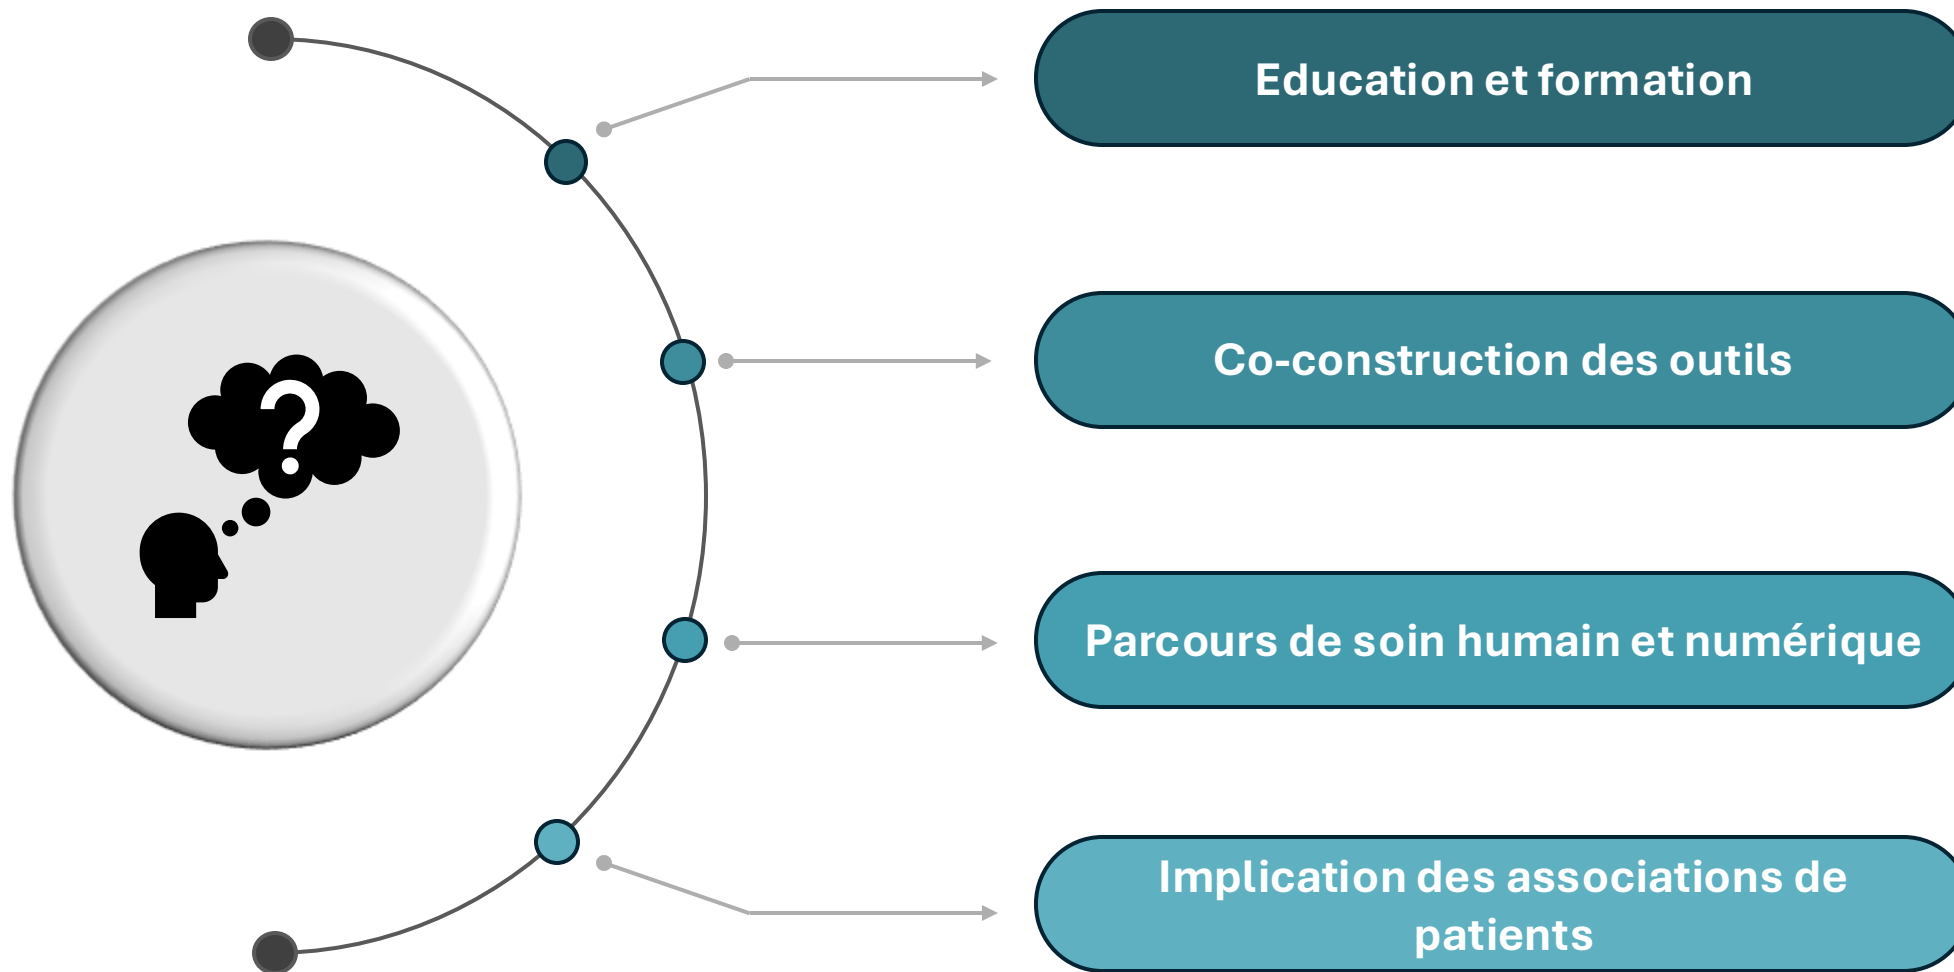 Education et formation
?
Co-construction des outils
Parcours de soin humain et numérique
Implication des associations de
patients